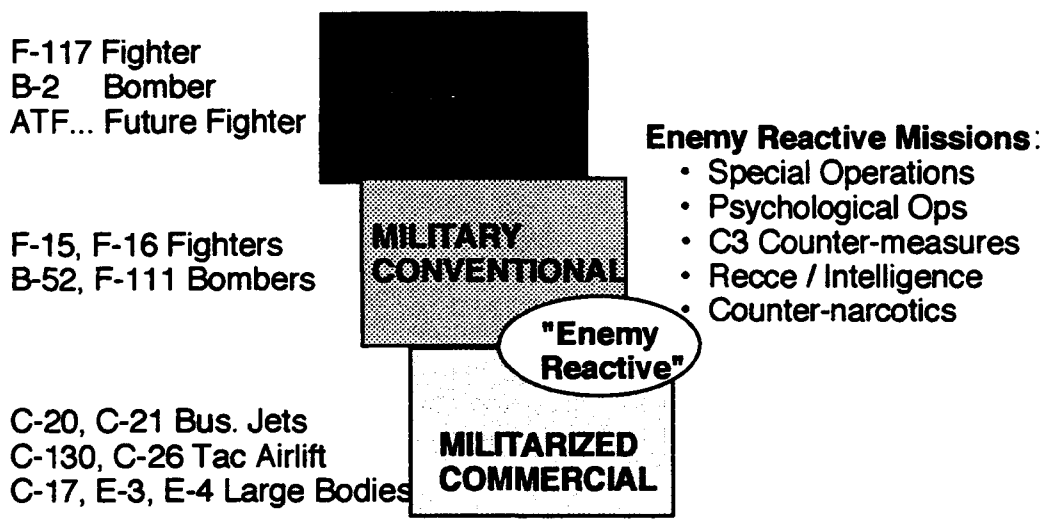 F-117 Fighter
B-2 Bomber
ATF... Future Fighter
F-15, F-16 Fighters
B-52, F-111 Bombers
C-20, C-21 Bus. Jets
C-130, C-26 Tac Airlift
C-17, E-3, E-4 Large Bodies
MILITARY
CONVENTIONAL
"Enemy
Reactive"
MILITARIZED
COMMERCIAL
Enemy Reactive Missions:
• Special Operations
• Psychological Ops
• C3 Counter-measures
• Recce / Intelligence
• Counter-narcotics